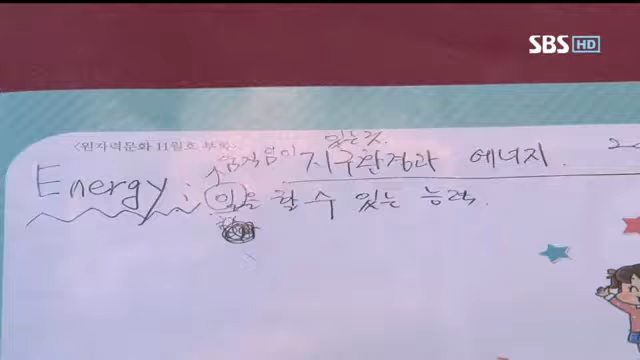 SBS HD
<원자력문화 11월호 부록>
움직임이 있는 것.
지구환경과 에너지.
Energy : 일을 할 수 있는 능력.